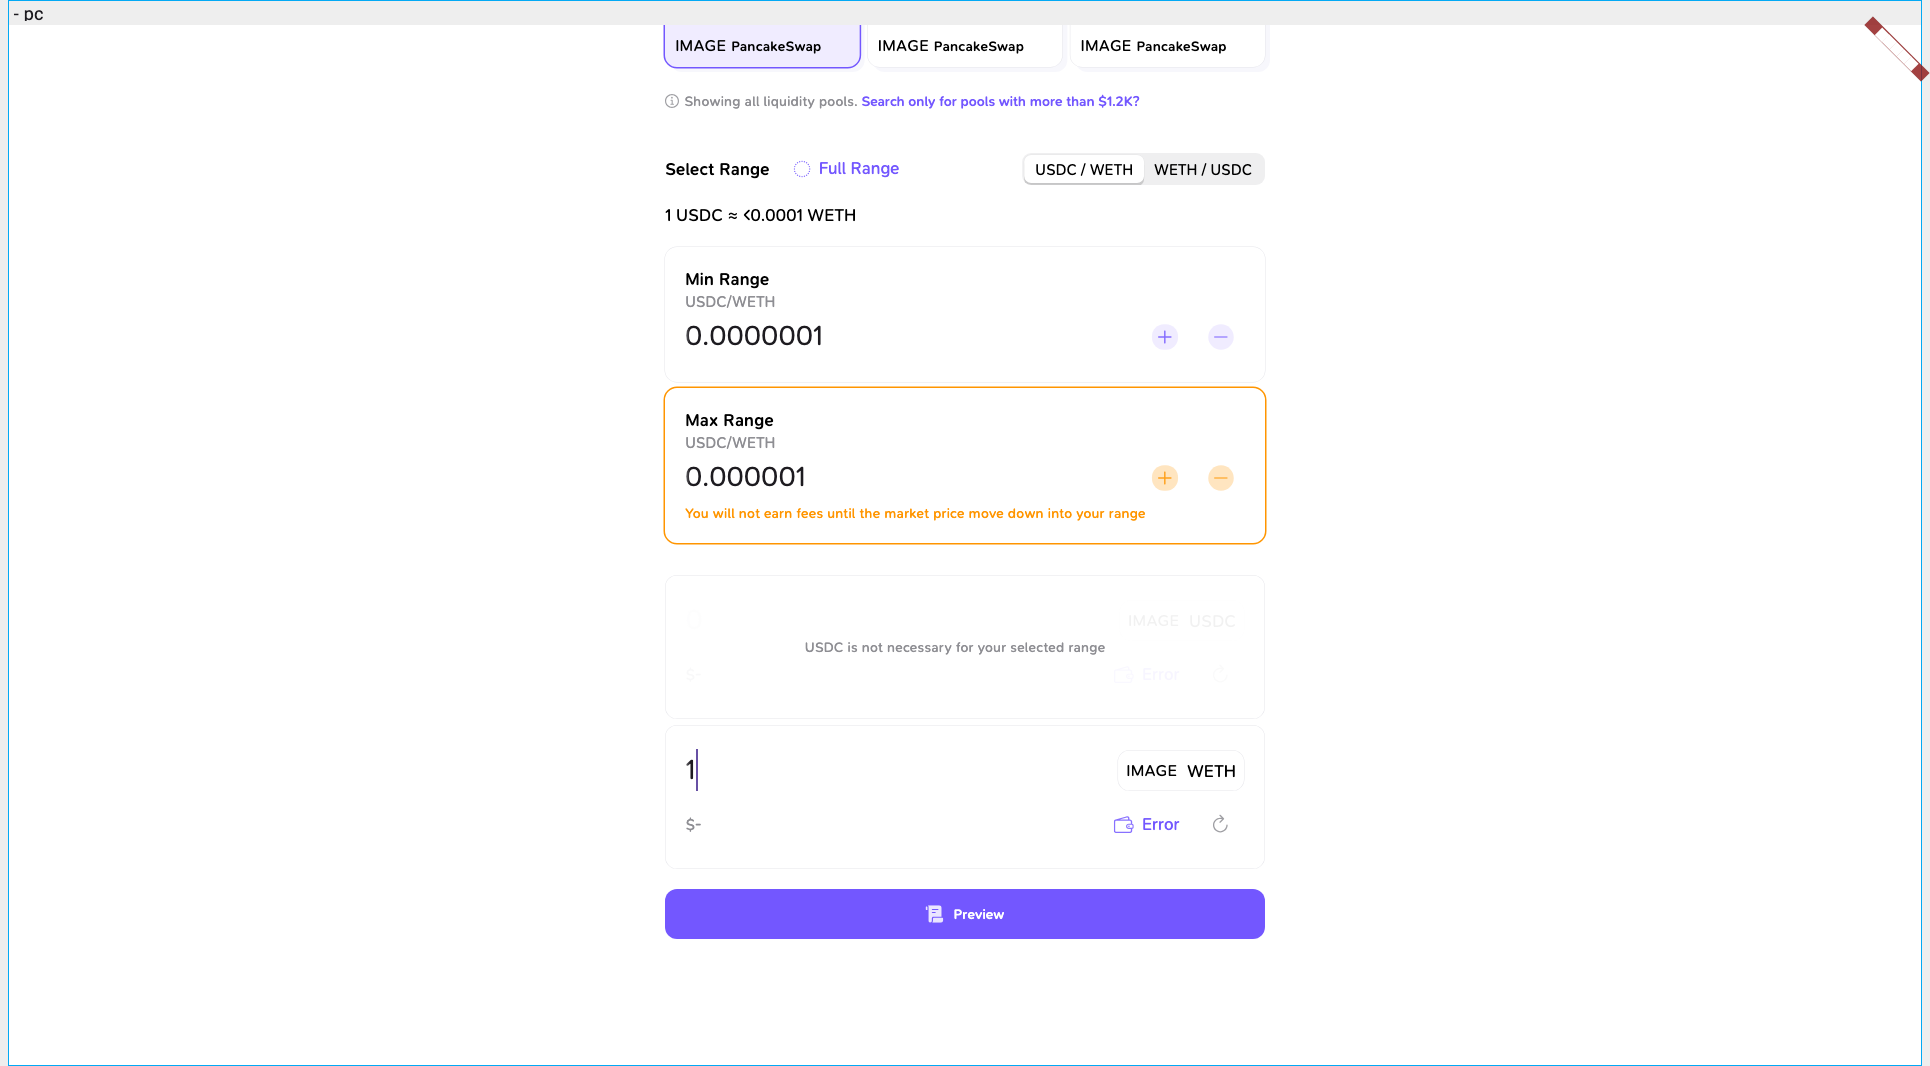 - pc
IMAGE PancakeSwap IMAGE PancakeSwap IMAGE PancakeSwap
Showing all liquidity pools. Search only for pools with more than $1.2K?
Select Range Full Range USDC / WETH WETH / USDC
1 USDC ≈ <0.0001 WETH
Min Range
USDC/WETH
0.0000001
Max Range
USDC/WETH
0.000001
You will not earn fees until the market price move down into your range
IMAGE USDC
USDC is not necessary for your selected range
$- Error
1 IMAGE WETH
$- Error
Preview